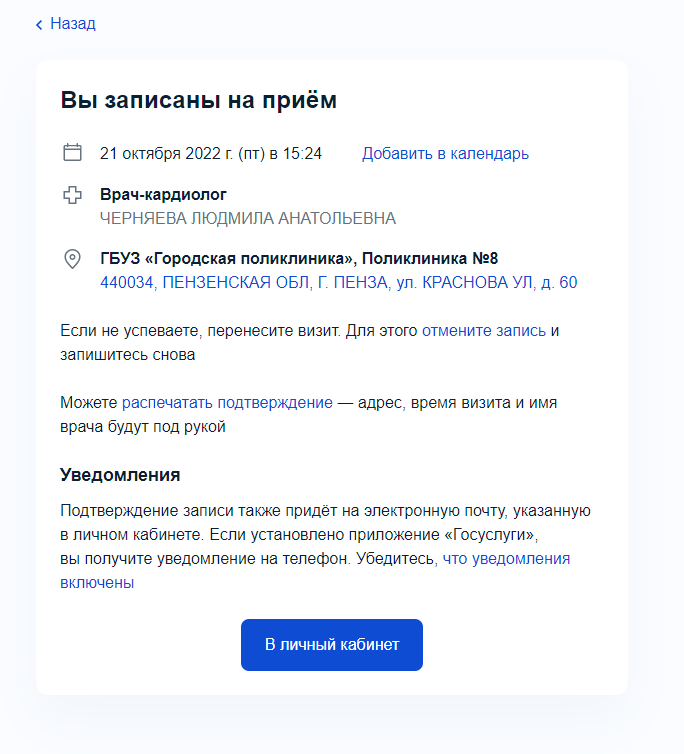 Назад
Вы записаны на приём
21 октября 2022 г. (пт) в 15:24 Добавить в календарь
Врач-кардиолог
ЧЕРНЯЕВА ЛЮДМИЛА АНАТОЛЬЕВНА
ГБУЗ «Городская поликлиника», Поликлиника №8
440034, ПЕНЗЕНСКАЯ ОБЛ, Г. ПЕНЗА, ул. КРАСНОВА УЛ, д. 60
Если не успеваете, перенесите визит. Для этого отмените запись и
запишитесь снова
Можете распечатать подтверждение — адрес, время визита и имя
врача будут под рукой
Уведомления
Подтверждение записи также придёт на электронную почту, указанную
в личном кабинете. Если установлено приложение «Госуслуги»,
вы получите уведомление на телефон. Убедитесь, что уведомления
включены
В личный кабинет